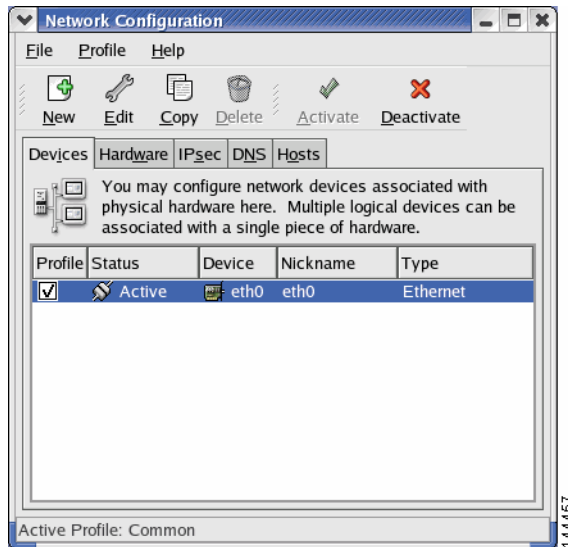 Network Configuration
File Profile Help
New Edit Copy Delete Activate Deactivate
Devices Hardware IPsec DNS Hosts
You may configure network devices associated with
physical hardware here. Multiple logical devices can be
associated with a single piece of hardware.
Profile Status Device Nickname Type
Active eth0 eth0 Ethernet
Active Profile: Common
144467